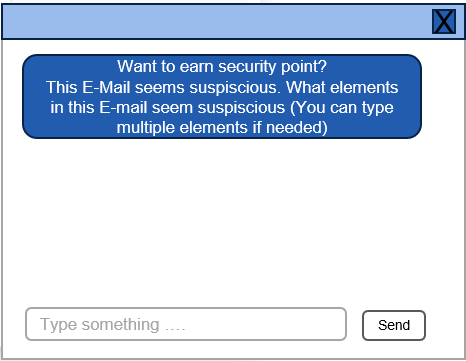 X
Want to earn security point?
This E-Mail seems suspiscious. What elements
in this E-mail seem suspiscious (You can type
multiple elements if needed)
Type something ....
Send